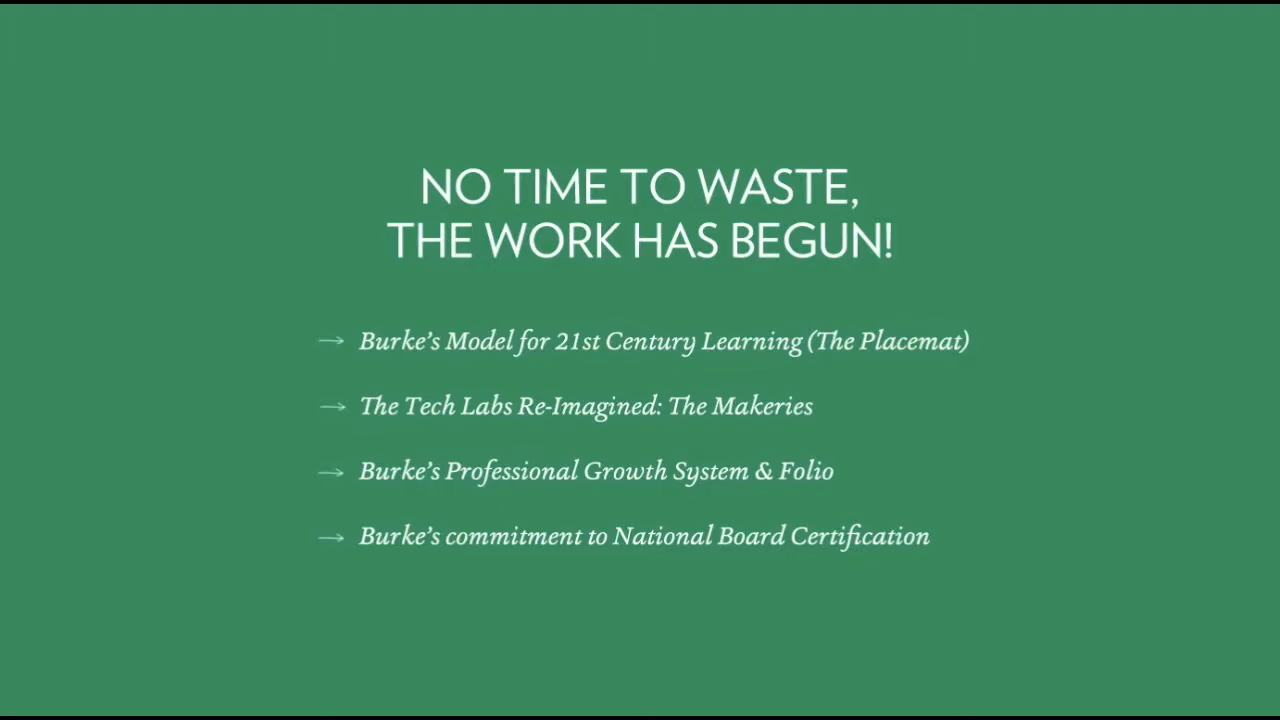 NO TIME TO WASTE,
THE WORK HAS BEGUN!
→ Burke’s Model for 21st Century Learning (The Placemat)
→ The Tech Labs Re-Imagined: The Makeries
→ Burke’s Professional Growth System & Folio
→ Burke’s commitment to National Board Certification